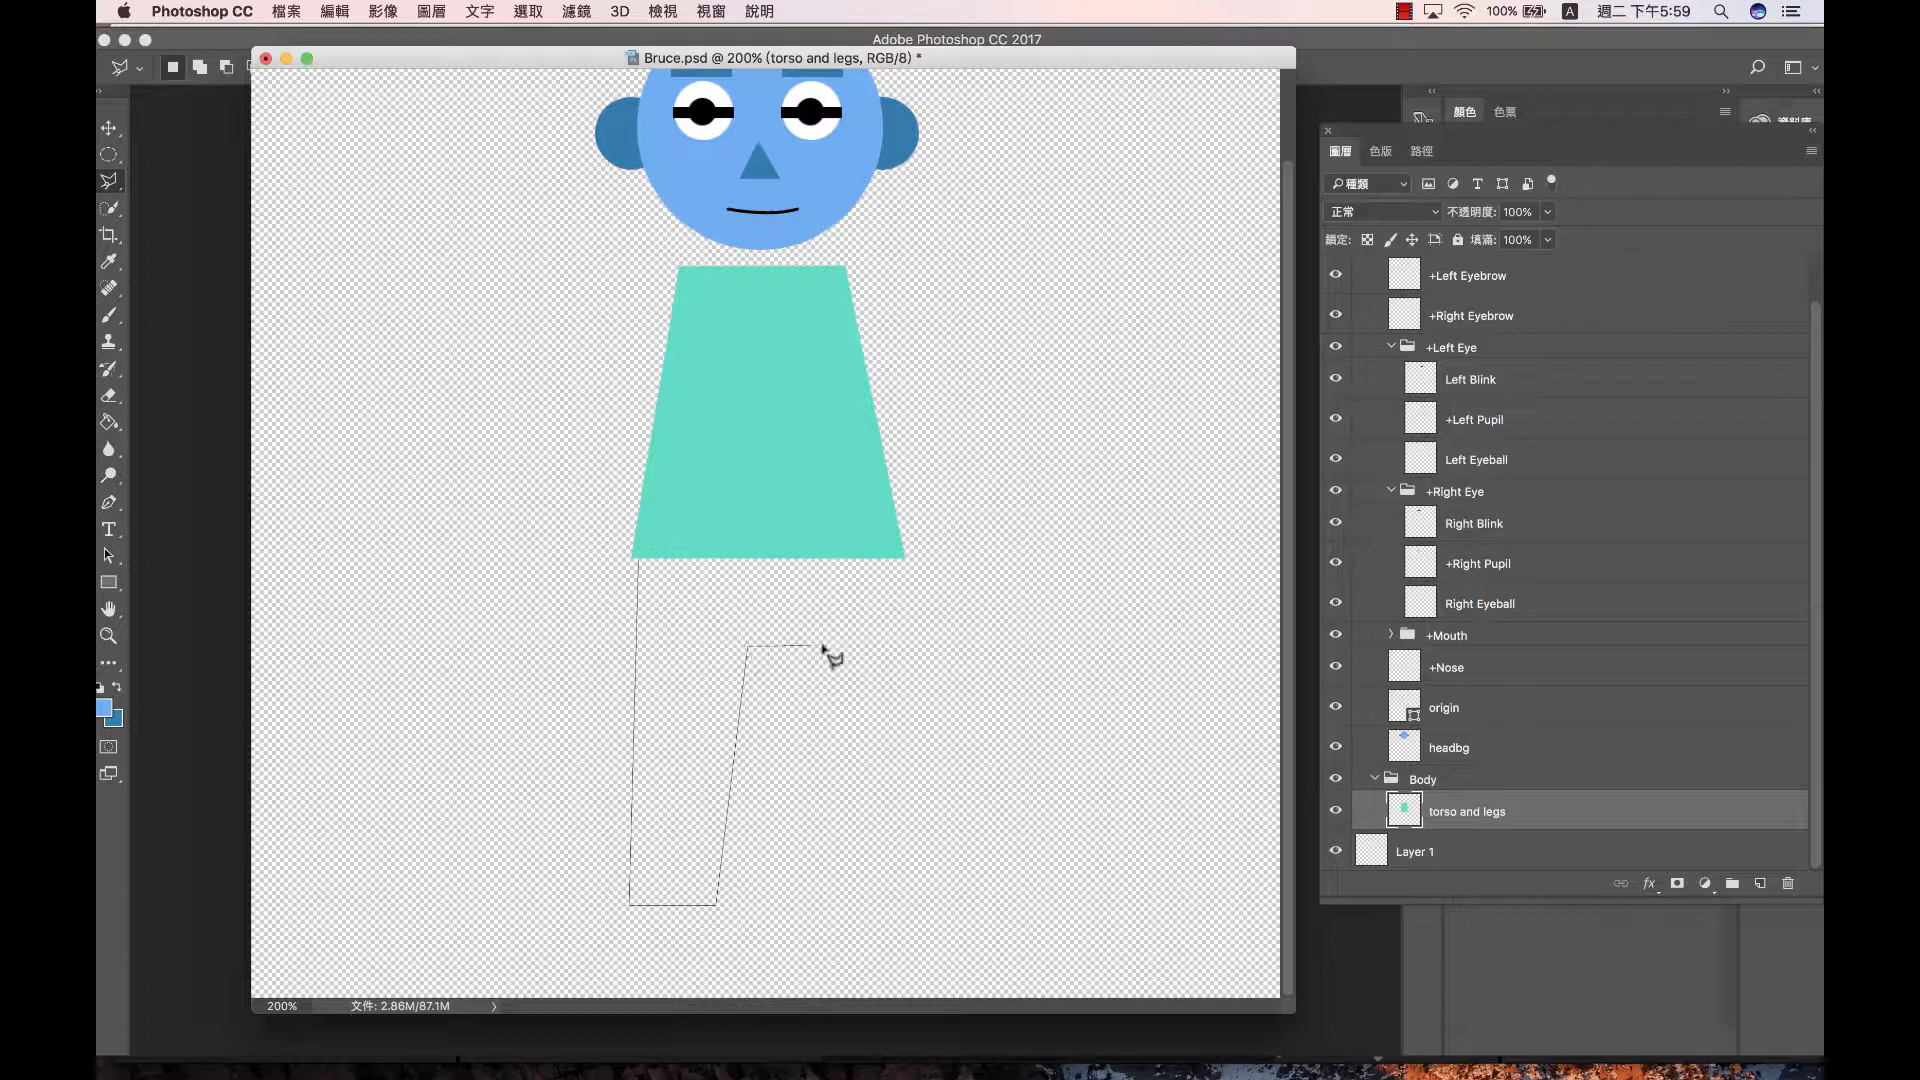 Photoshop CC 檔案 編輯 影像 圖層 文字 選取 濾鏡 3D 檢視 視窗 說明 100% A 週二 下午5:59
Adobe Photoshop CC 2017
Bruce.psd @ 200% (torso and legs, RGB/8) *
顏色 色票
圖層 色版 路徑
種類
正常 不透明度: 100%
鎖定: 填滿: 100%
+Left Eyebrow
+Right Eyebrow
+Left Eye
Left Blink
+Left Pupil
Left Eyeball
+Right Eye
Right Blink
+Right Pupil
Right Eyeball
+Mouth
+Nose
origin
headbg
Body
torso and legs
Layer 1
fx
200% 文件: 2.86M/87.1M